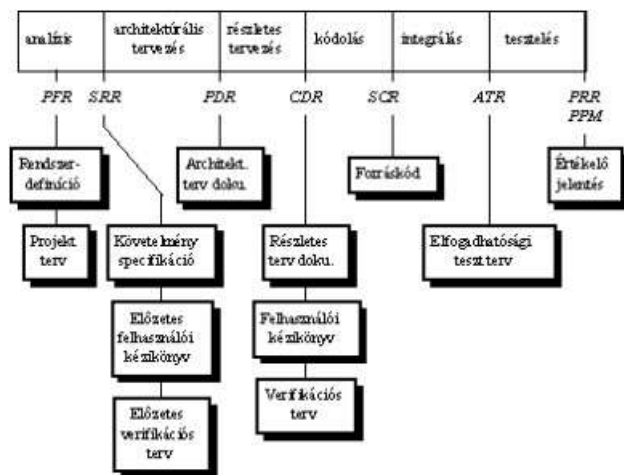 analízis
architektúrális
tervezés
részletes
tervezés
kódolás
integrálás
tesztelés
PFR
SRR
PDR
CDR
SCR
ATR
PRR
PPM
Rendszer-
definíció
Architekt.
terv doku.
Forráskód
Értékelő
jelentés
Projekt
terv
Követelmény
specifikáció
Részletes
terv doku.
Elfogadhatósági
teszt terv
Előzetes
felhasználói
kézikönyv
Felhasználói
kézikönyv
Előzetes
verifikációs
terv
Verifikációs
terv